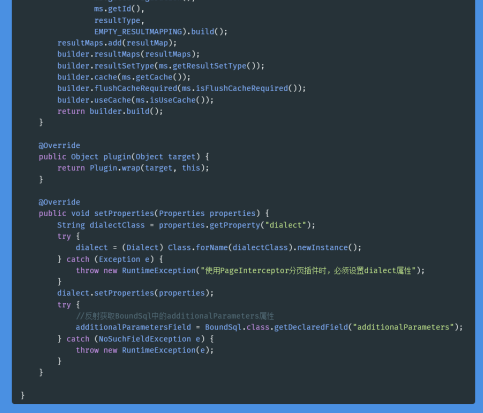 ms.getId(),
resultType,
EMPTY_RESULTMAPPING).build();
resultMaps.add(resultMap);
builder.resultMaps(resultMaps);
builder.resultSetType(ms.getResultSetType());
builder.cache(ms.getCache());
builder.flushCacheRequired(ms.isFlushCacheRequired());
builder.useCache(ms.isUseCache());
return builder.build();
}
@Override
public Object plugin(Object target) {
return Plugin.wrap(target, this);
}
@Override
public void setProperties(Properties properties) {
String dialectClass = properties.getProperty("dialect");
try {
dialect = (Dialect) Class.forName(dialectClass).newInstance();
} catch (Exception e) {
throw new RuntimeException("使用PageInterceptor分页插件时，必须设置dialect属性");
}
dialect.setProperties(properties);
try {
//反射获取BoundSql中的additionalParameters属性
additionalParametersField = BoundSql.class.getDeclaredField("additionalParameters");
} catch (NoSuchFieldException e) {
throw new RuntimeException(e);
}
}
}